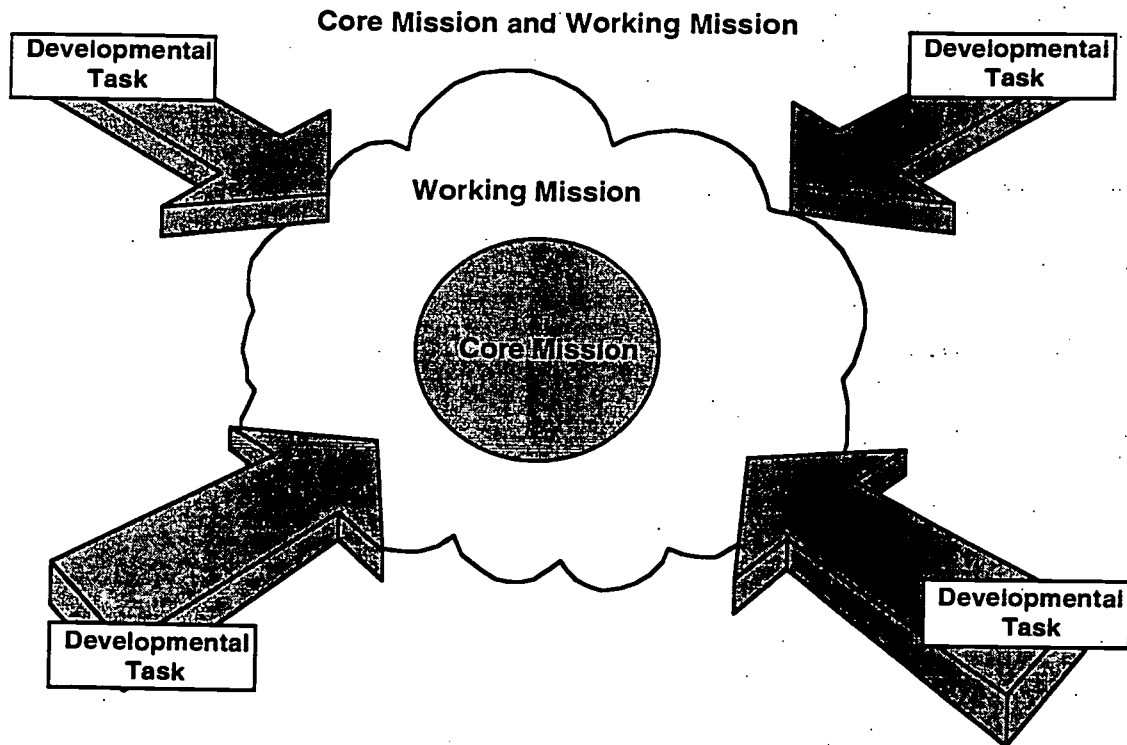 Core Mission and Working Mission
Developmental
Task
Developmental
Task
Working Mission
Core Mission
Developmental
Task
Developmental
Task